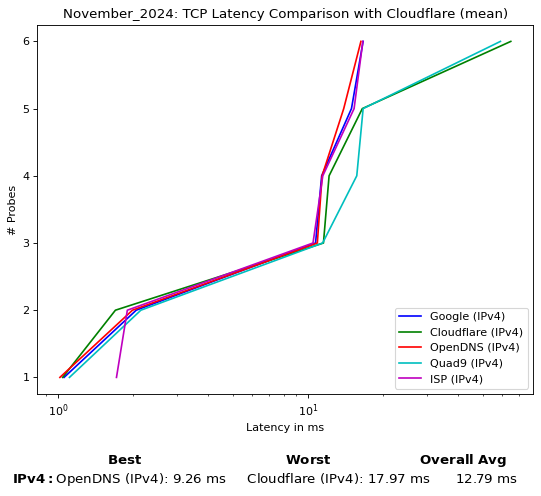 November_2024: TCP Latency Comparison with Cloudflare (mean)
6
5
4
3
2
1
# Probes
10^0
10^1
Latency in ms
Google (IPv4)
Cloudflare (IPv4)
OpenDNS (IPv4)
Quad9 (IPv4)
ISP (IPv4)
Best Worst Overall Avg
IPv4: OpenDNS (IPv4): 9.26 ms Cloudflare (IPv4): 17.97 ms 12.79 ms